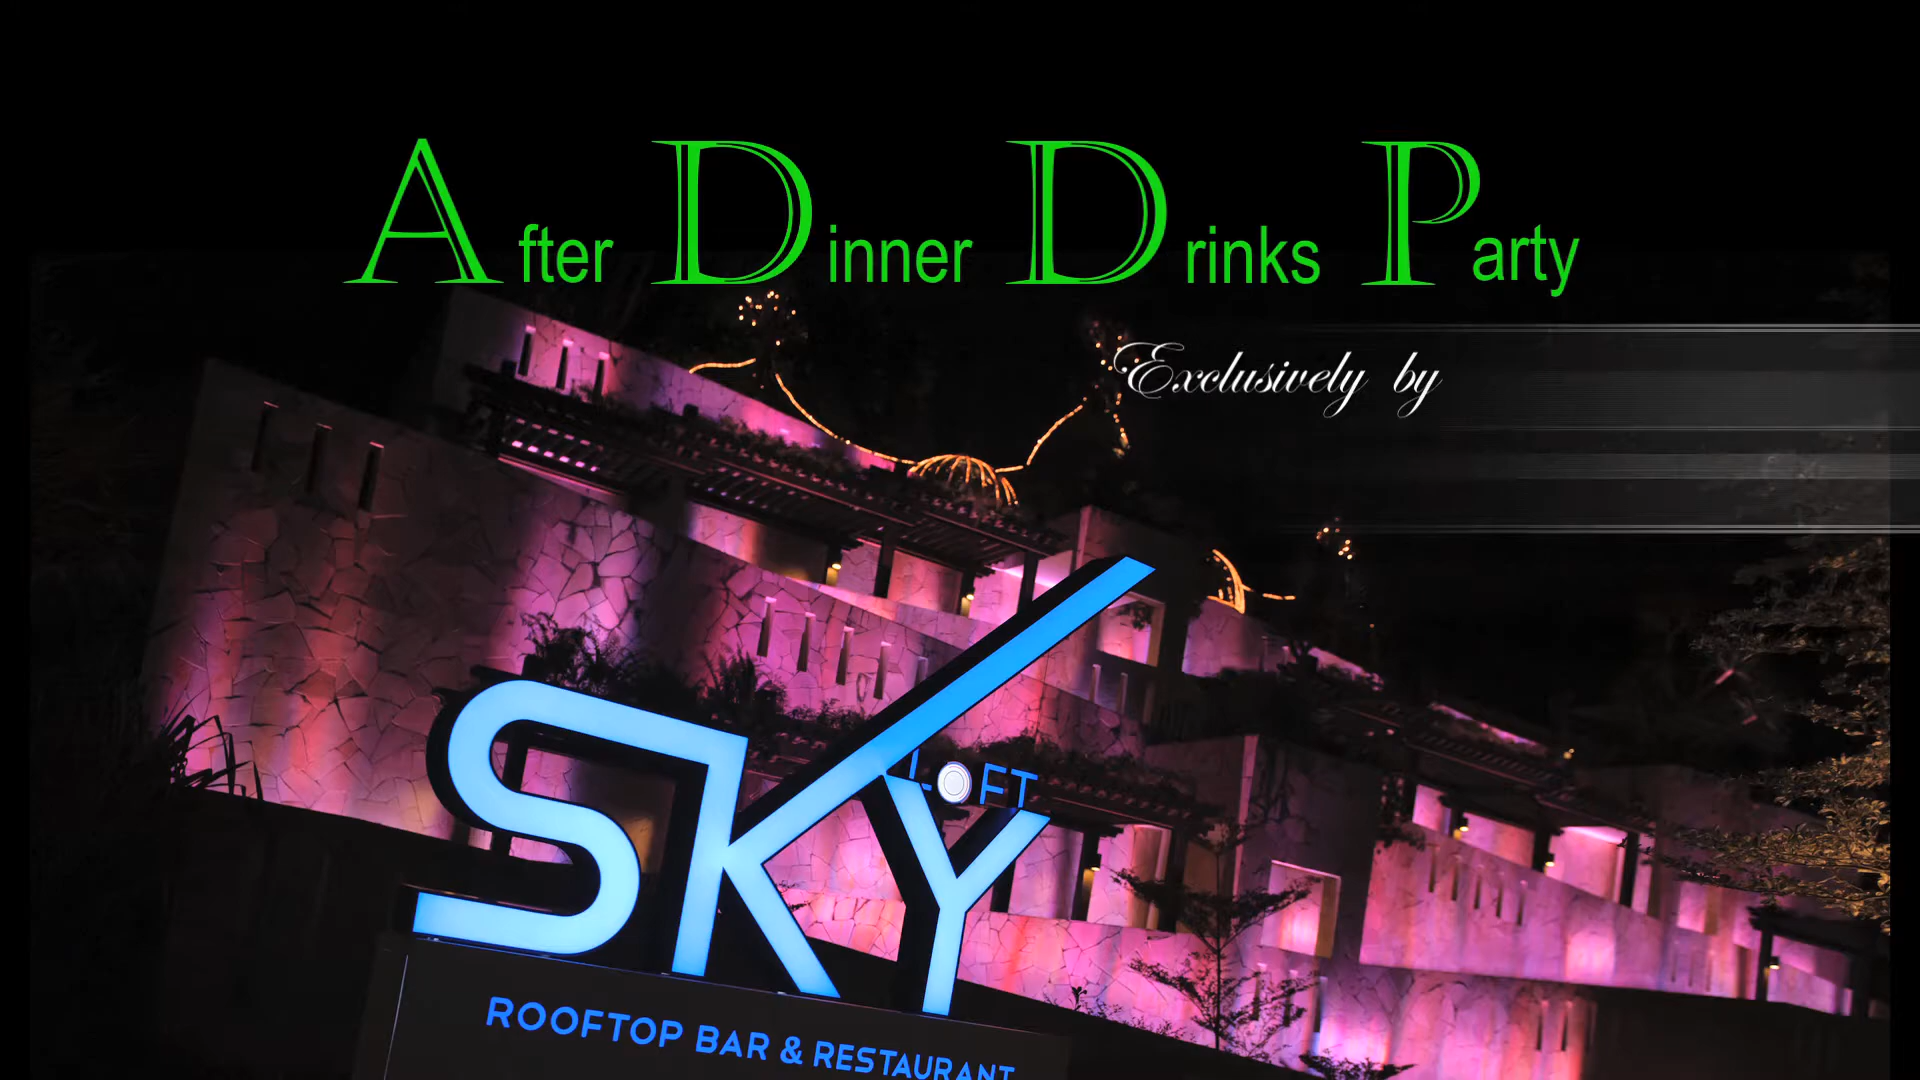 After Dinner Drinks Party
Exclusively by
SKY
LOFT
ROOFTOP BAR & RESTAURANT